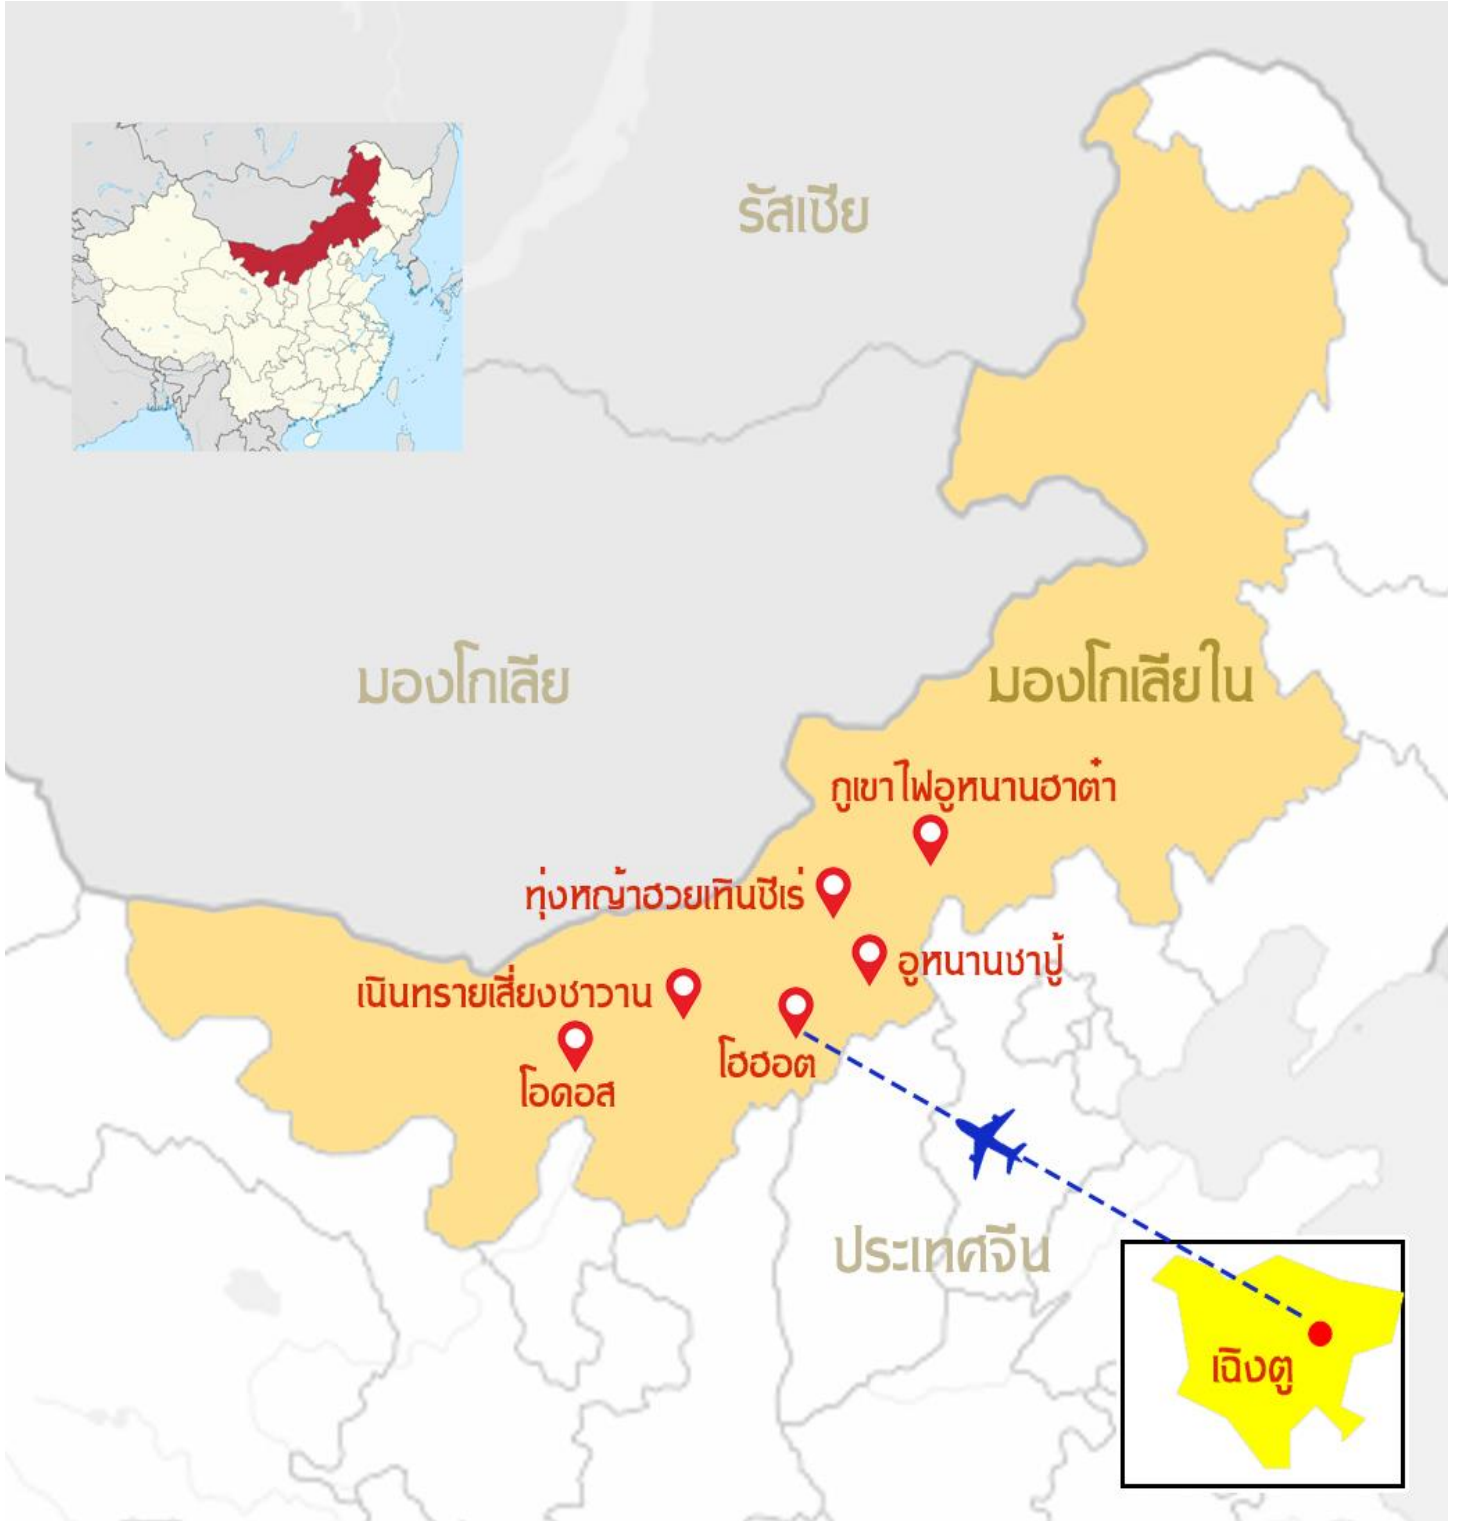 รัสเซีย
มองโกเลีย
มองโกเลียใน
ภูเขาไฟอูหนานฮาต๋า
ทุ่งหญ้าฮวยเทินซีเร่
อูหนานชาปู้
เนินทรายเสี่ยงชาวาน
โฮฮอต
โอดอส
ประเทศจีน
เฉิงตู